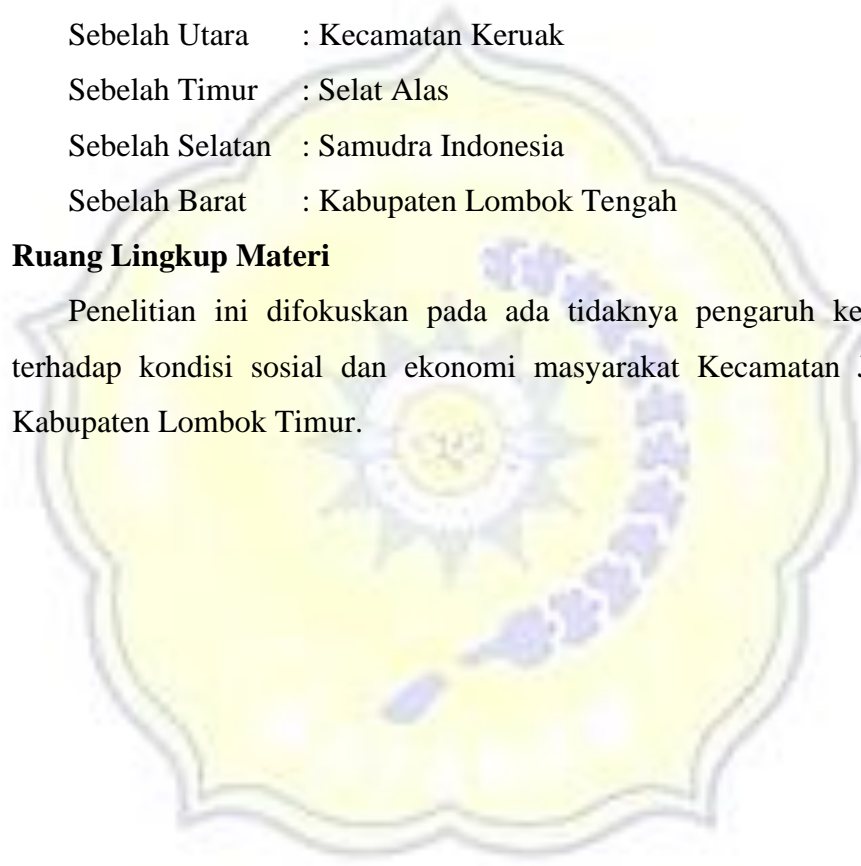 Sebelah Utara : Kecamatan Keruak
Sebelah Timur : Selat Alas
Sebelah Selatan : Samudra Indonesia
Sebelah Barat : Kabupaten Lombok Tengah
Ruang Lingkup Materi
Penelitian ini difokuskan pada ada tidaknya pengaruh
terhadap kondisi sosial dan ekonomi masyarakat Kecamatan
Kabupaten Lombok Timur.